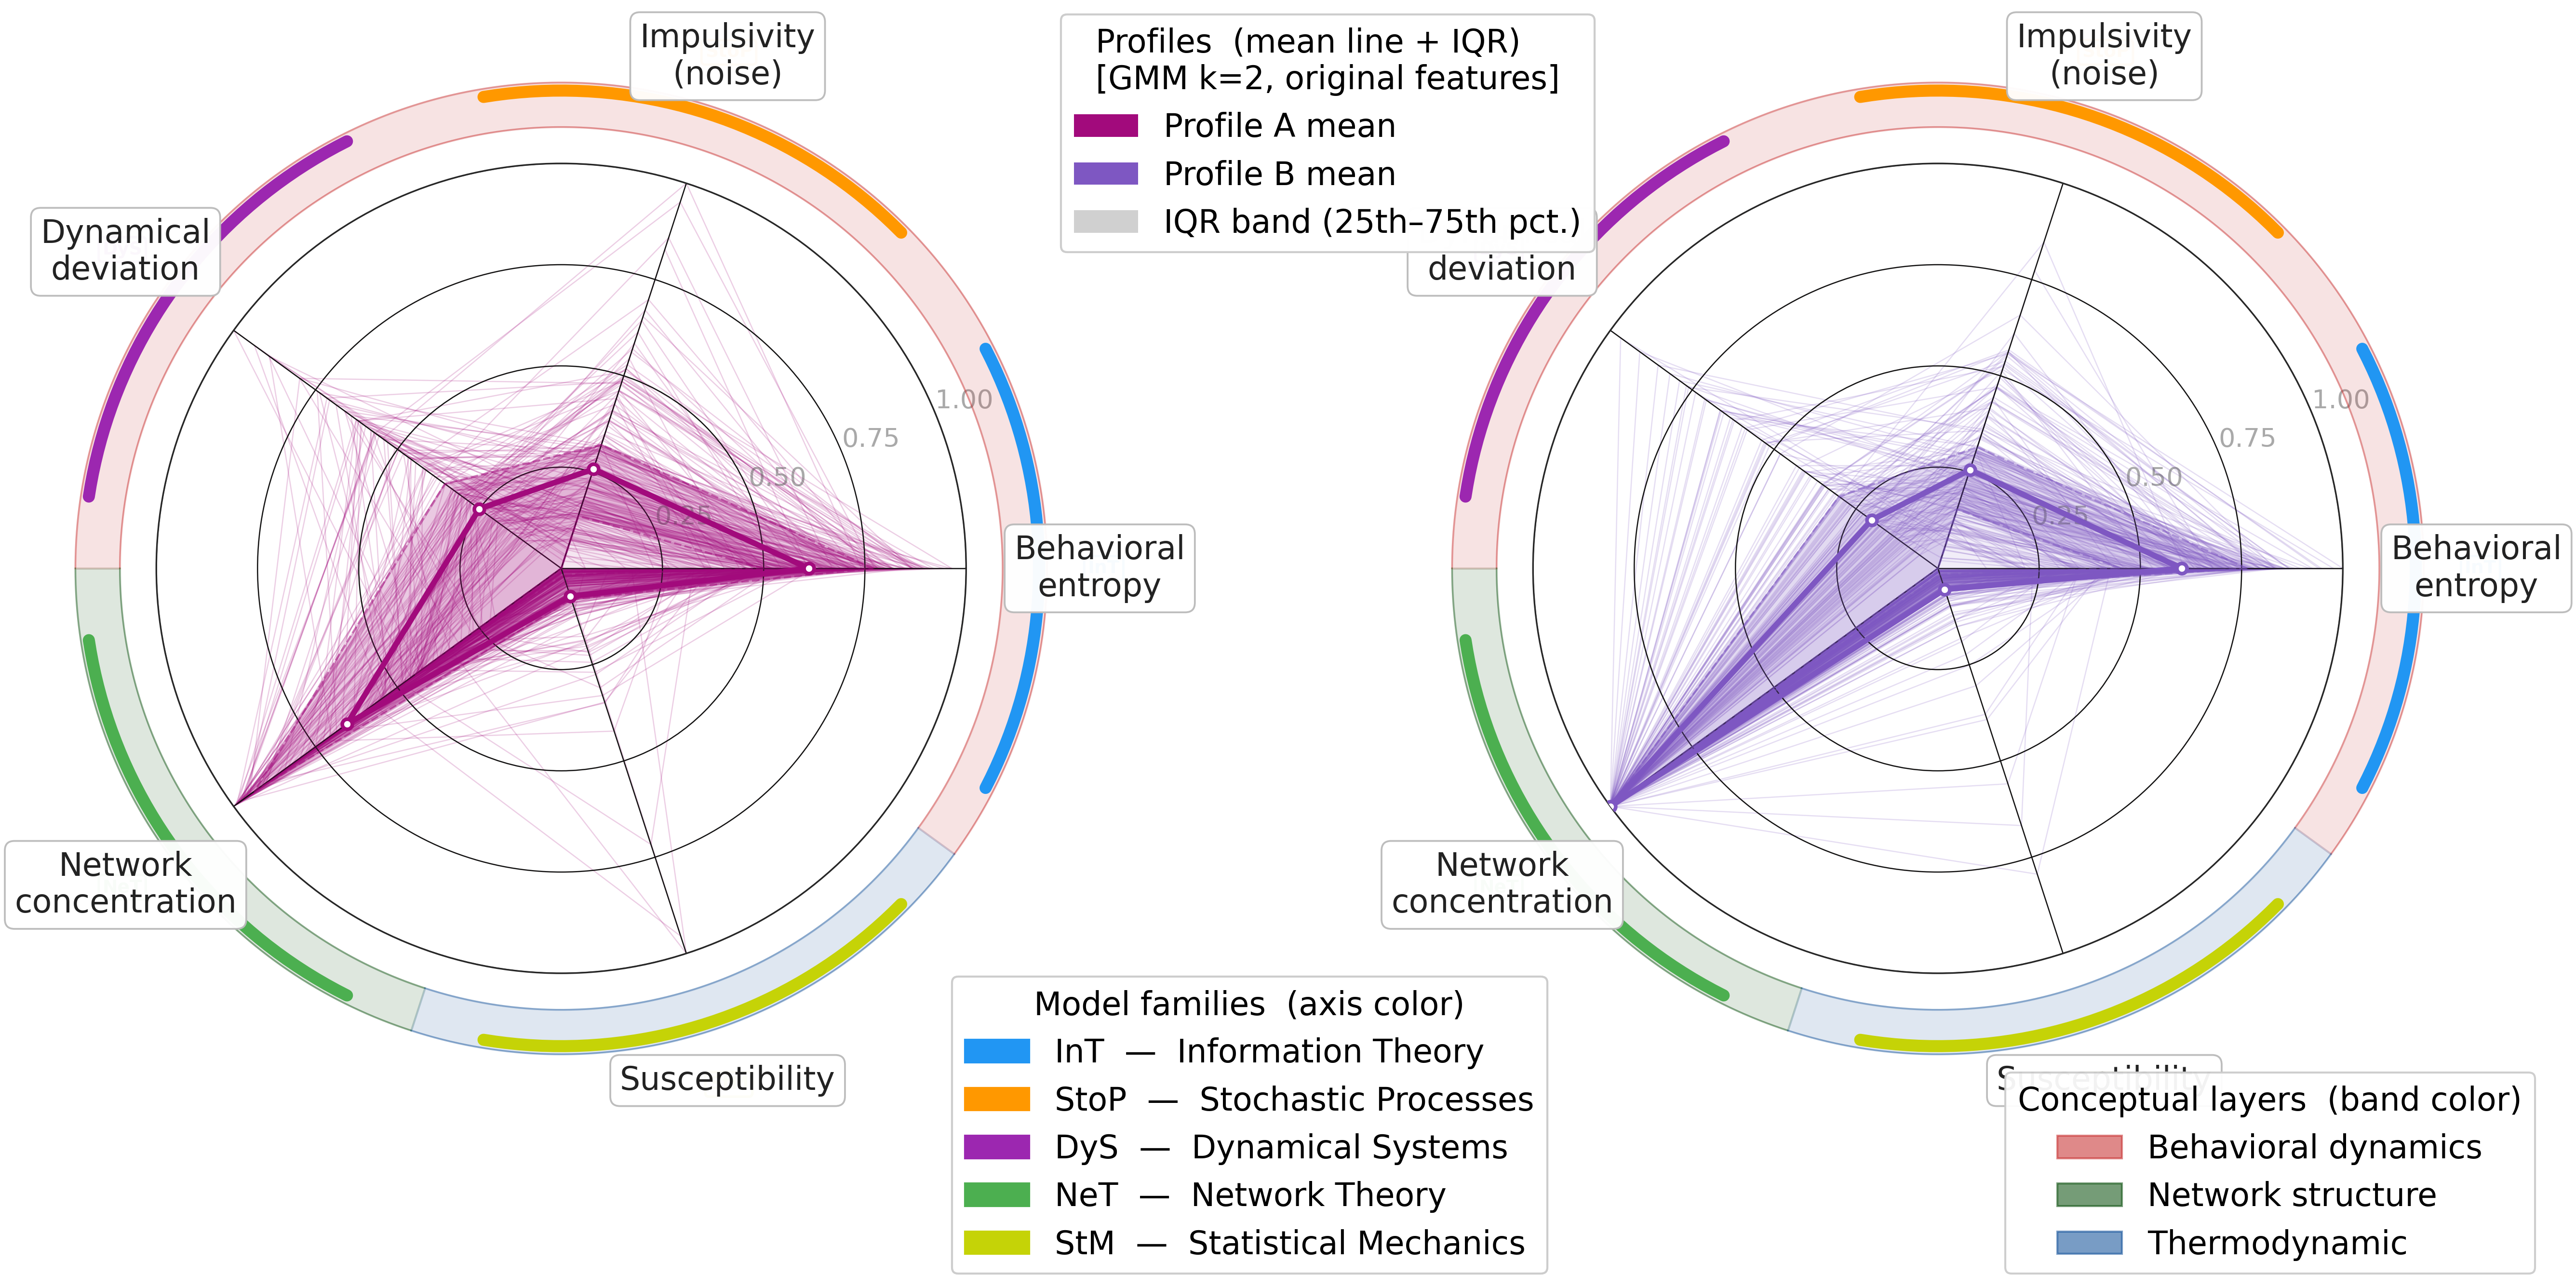 Impulsivity
(noise)
Dynamical
deviation
1.00
0.75
0.50
0.25
Behavioral
entropy
Network
concentration
Susceptibility
Profiles  (mean line + IQR)
[GMM k=2, original features]
Profile A mean
Profile B mean
IQR band (25th–75th pct.)
Impulsivity
(noise)
deviation
1.00
0.75
0.50
0.25
Behavioral
entropy
Network
concentration
Susceptibility
Model families  (axis color)
InT  —  Information Theory
StoP  —  Stochastic Processes
DyS  —  Dynamical Systems
NeT  —  Network Theory
StM  —  Statistical Mechanics
Conceptual layers  (band color)
Behavioral dynamics
Network structure
Thermodynamic